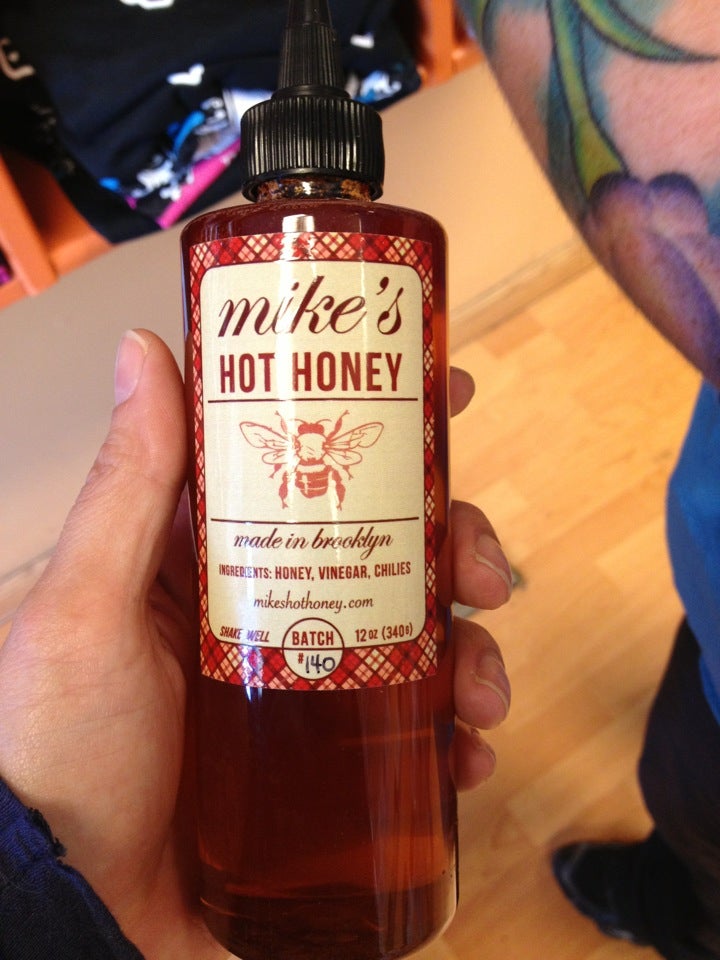 mike's
HOT HONEY
made in brooklyn
INGREDIENTS: HONEY, VINEGAR, CHILIES
mikeshothoney.com
SHAKE WELL BATCH 12 OZ (340G)
#140